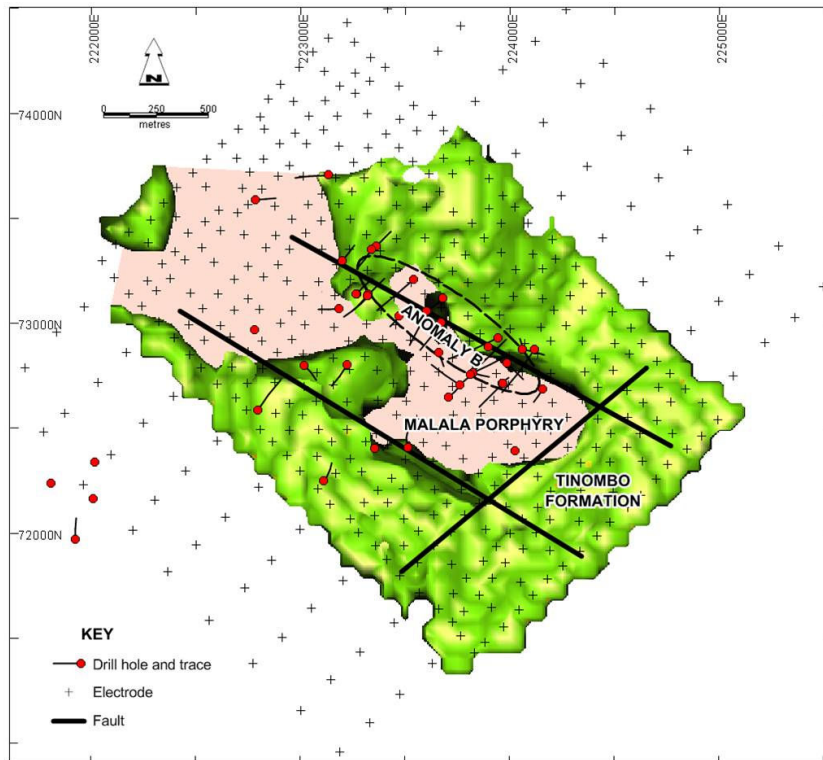 222000E
223000E
224000E
225000E
N
0 250 500
metres
74000N
73000N
72000N
ANOMALY B
MALALA PORPHYRY
TINOMBO
FORMATION
KEY
Drill hole and trace
Electrode
Fault